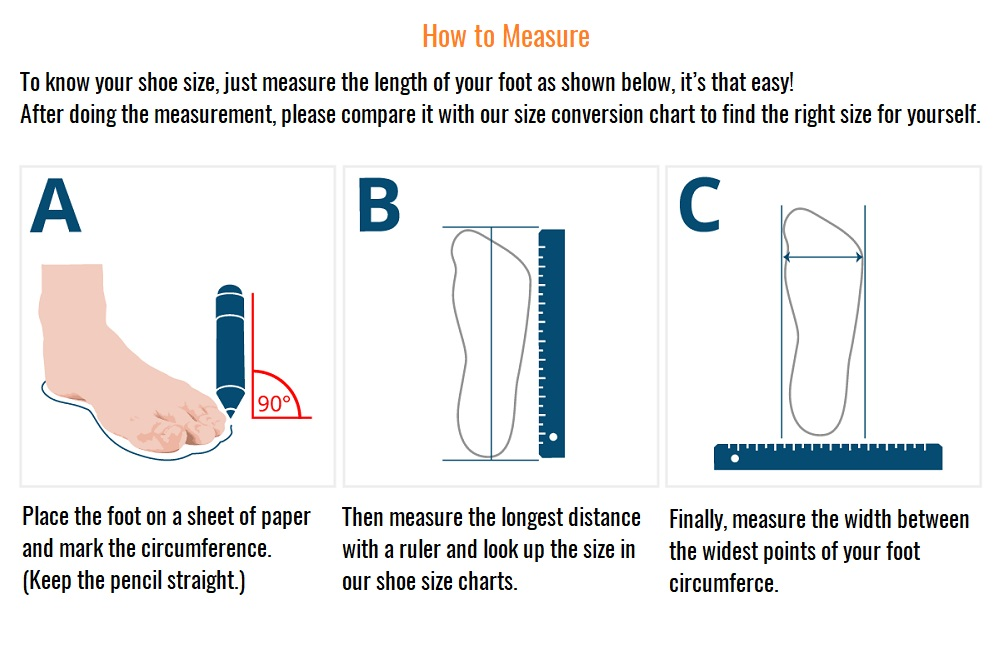 How to Measure
To know your shoe size, just measure the length of your foot as shown below, it's that easy!
After doing the measurement, please compare it with our size conversion chart to find the right size for yourself.
A
B
C
90°
Place the foot on a sheet of paper
and mark the circumference.
(Keep the pencil straight.)
Then measure the longest distance
with a ruler and look up the size in
our shoe size charts.
Finally, measure the width between
the widest points of your foot
circumferce.